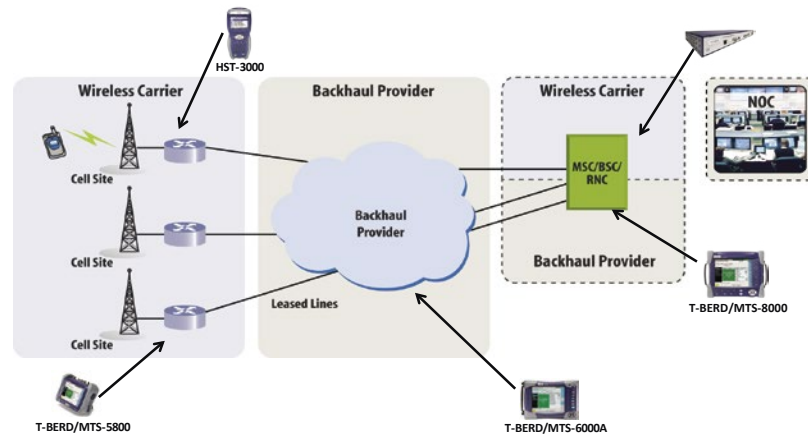 HST-3000
Wireless Carrier
Backhaul Provider
Wireless Carrier
NOC
Cell Site
MSC/BSC/
RNC
Backhaul
Provider
Cell Site
Backhaul Provider
Leased Lines
Cell Site
T-BERD/MTS-8000
T-BERD/MTS-5800
T-BERD/MTS-6000A